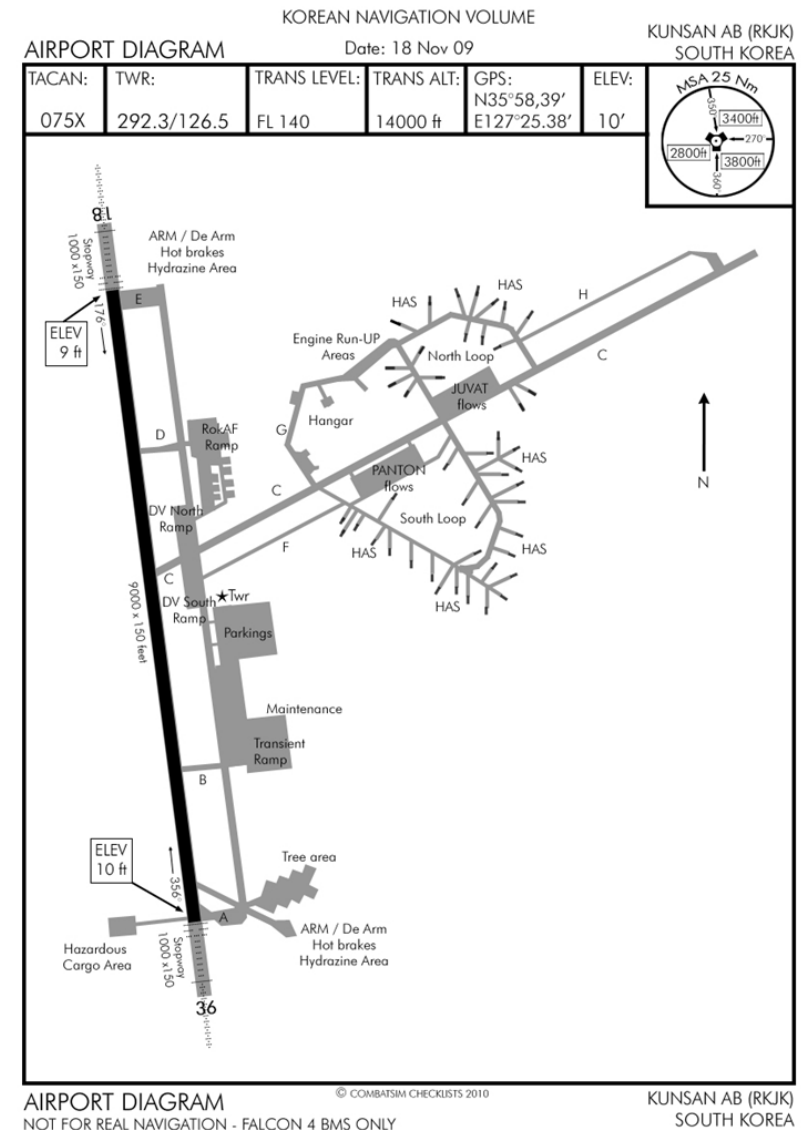 KOREAN NAVIGATION VOLUME
AIRPORT DIAGRAM
Date: 18 Nov 09
KUNSAN AB (RKJK)
SOUTH KOREA
TACAN:
075X
TWR:
292.3/126.5
TRANS LEVEL:
FL 140
TRANS ALT:
14000 ft
GPS:
N35°58,39'
E127°25.38'
ELEV:
10'
MSA 25 Nm
350°
3400ft
270°
2800ft
3800ft
360°
18
Stopway
1000 x150
ARM / De Arm
Hot brakes
Hydrazine Area
E
176°
ELEV
9 ft
HAS
HAS
H
Engine Run-UP
Areas
North Loop
C
JUVAT
flows
Hangar
G
D
RokAF
Ramp
HAS
PANTON
flows
C
N
DV North
Ramp
South Loop
F
HAS
HAS
C
DV South
Ramp
Twr
HAS
9000 x 150 feet
Parkings
Maintenance
Transient
Ramp
B
ELEV
10 ft
356°
Tree area
A
Hazardous
Cargo Area
Stopway
1000 x150
ARM / De Arm
Hot brakes
Hydrazine Area
36
AIRPORT DIAGRAM
NOT FOR REAL NAVIGATION - FALCON 4 BMS ONLY
© COMBATSIM CHECKLISTS 2010
KUNSAN AB (RKJK)
SOUTH KOREA